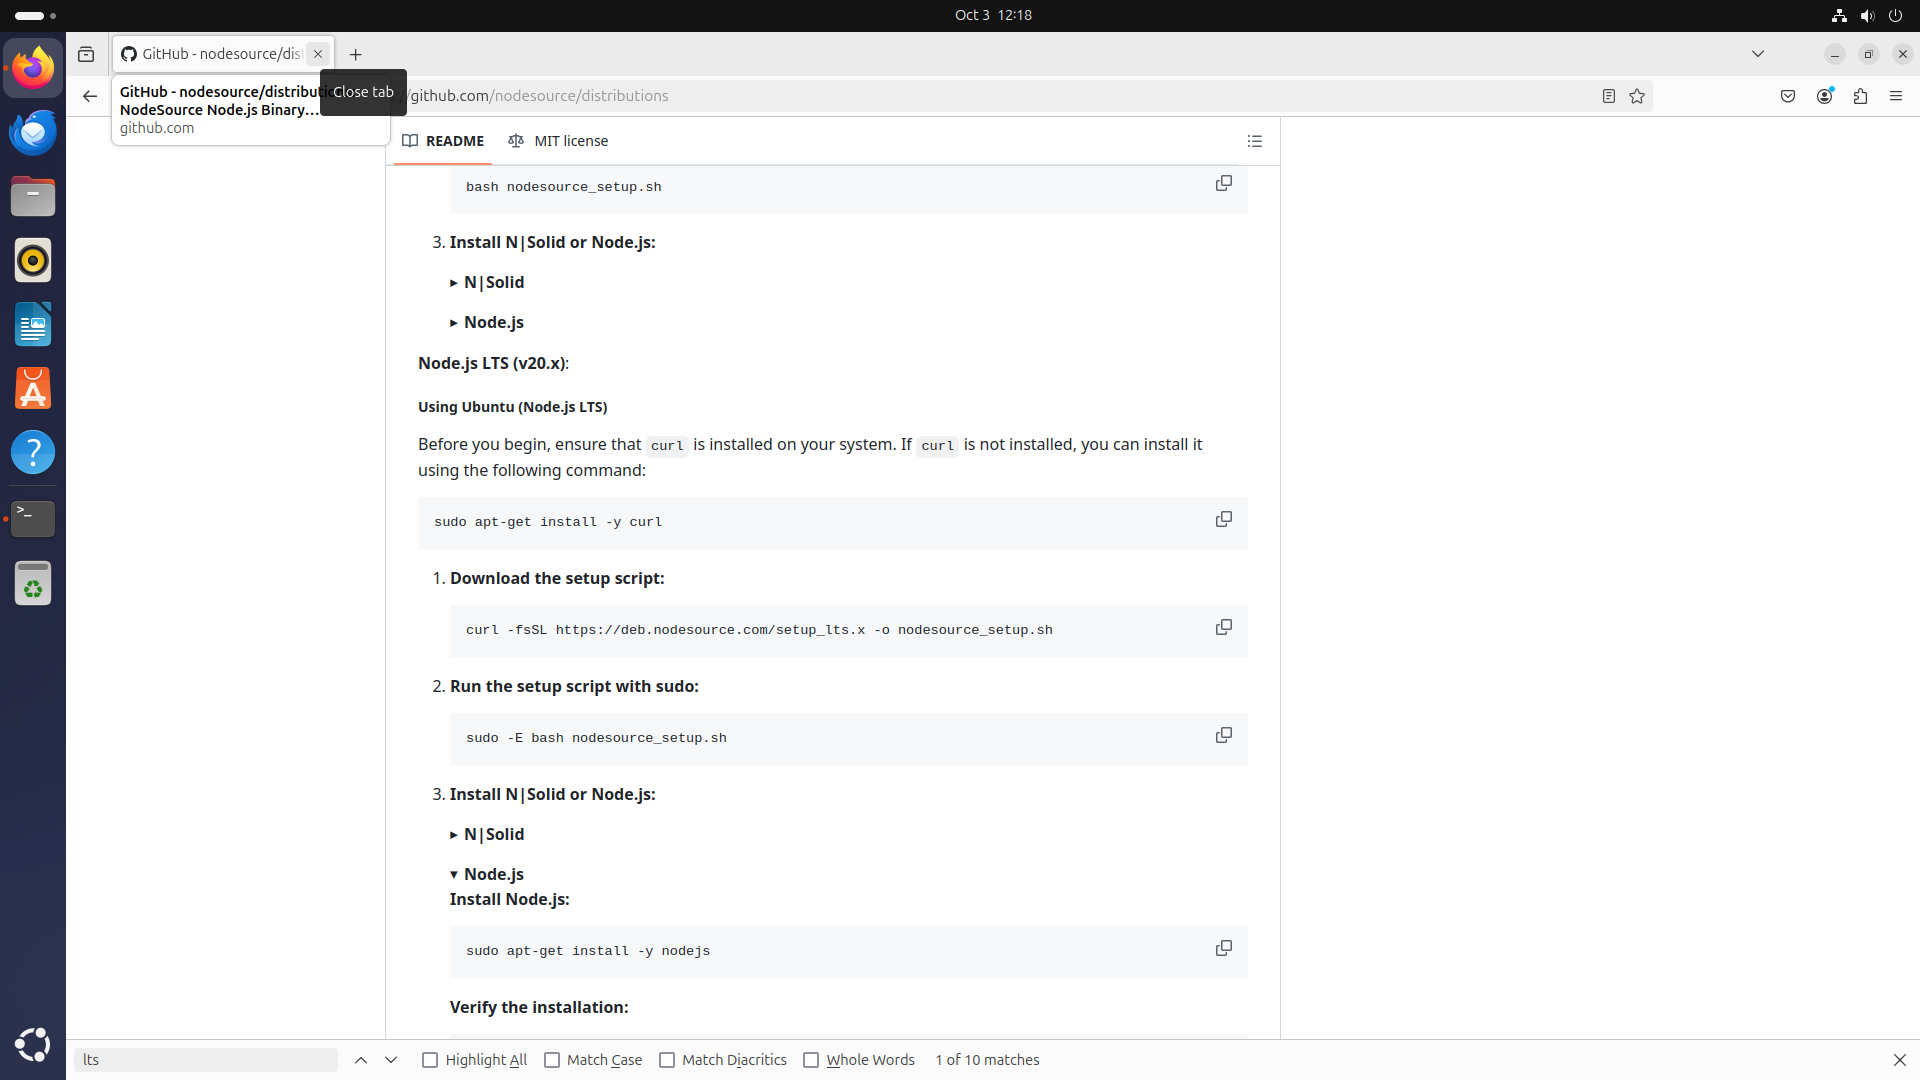 Oct 3 12:18
GitHub - nodesource/dis
GitHub - nodesource/distributi
NodeSource Node.js Binary…
github.com
Close tab
/github.com/nodesource/distributions
README
MIT license
bash nodesource_setup.sh
3. Install N|Solid or Node.js:
▸ N|Solid
▸ Node.js
Node.js LTS (v20.x):
Using Ubuntu (Node.js LTS)
Before you begin, ensure that curl is installed on your system. If curl is not installed, you can install it
using the following command:
sudo apt-get install -y curl
1. Download the setup script:
curl -fsSL https://deb.nodesource.com/setup_lts.x -o nodesource_setup.sh
2. Run the setup script with sudo:
sudo -E bash nodesource_setup.sh
3. Install N|Solid or Node.js:
▸ N|Solid
▾ Node.js
Install Node.js:
sudo apt-get install -y nodejs
Verify the installation:
lts
Highlight All
Match Case
Match Diacritics
Whole Words
1 of 10 matches